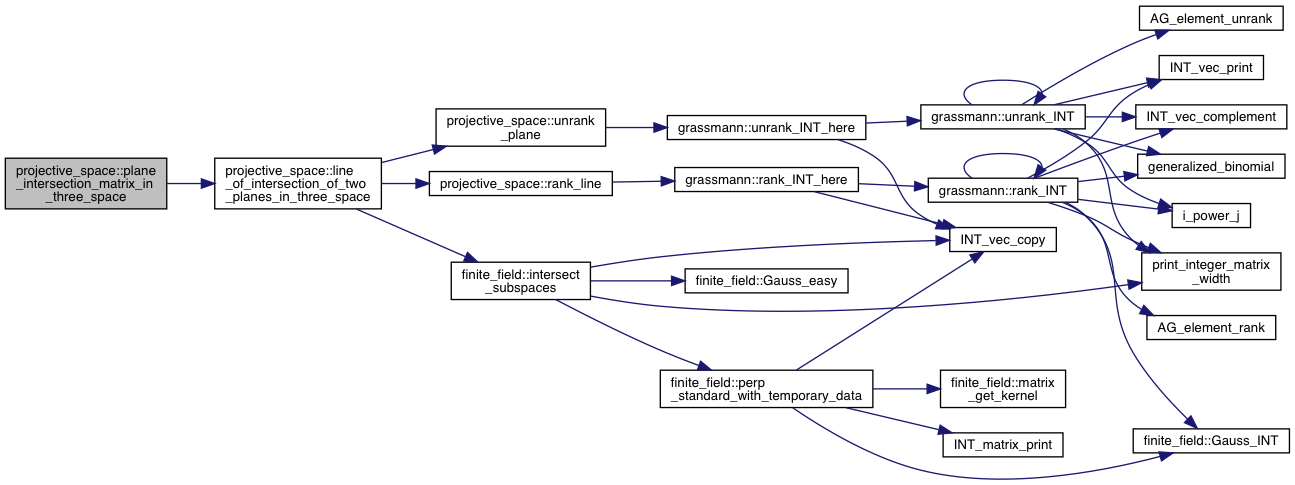 projective_space::plane
_intersection_matrix_in
_three_space
projective_space::line
_of_intersection_of_two
_planes_in_three_space
projective_space::unrank
_plane
projective_space::rank_line
finite_field::intersect
_subspaces
grassmann::unrank_INT_here
grassmann::rank_INT_here
finite_field::Gauss_easy
finite_field::perp
_standard_with_temporary_data
grassmann::unrank_INT
grassmann::rank_INT
INT_vec_copy
finite_field::matrix
_get_kernel
INT_matrix_print
AG_element_unrank
INT_vec_print
INT_vec_complement
generalized_binomial
i_power_j
print_integer_matrix
_width
AG_element_rank
finite_field::Gauss_INT